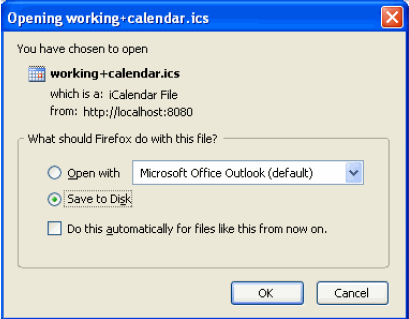 Opening working+calendar.ics
You have chosen to open
working+calendar.ics
which is a: iCalendar File
from: http://localhost:8080
What should Firefox do with this file?
Open with Microsoft Office Outlook (default)
Save to Disk
Do this automatically for files like this from now on.
OK Cancel